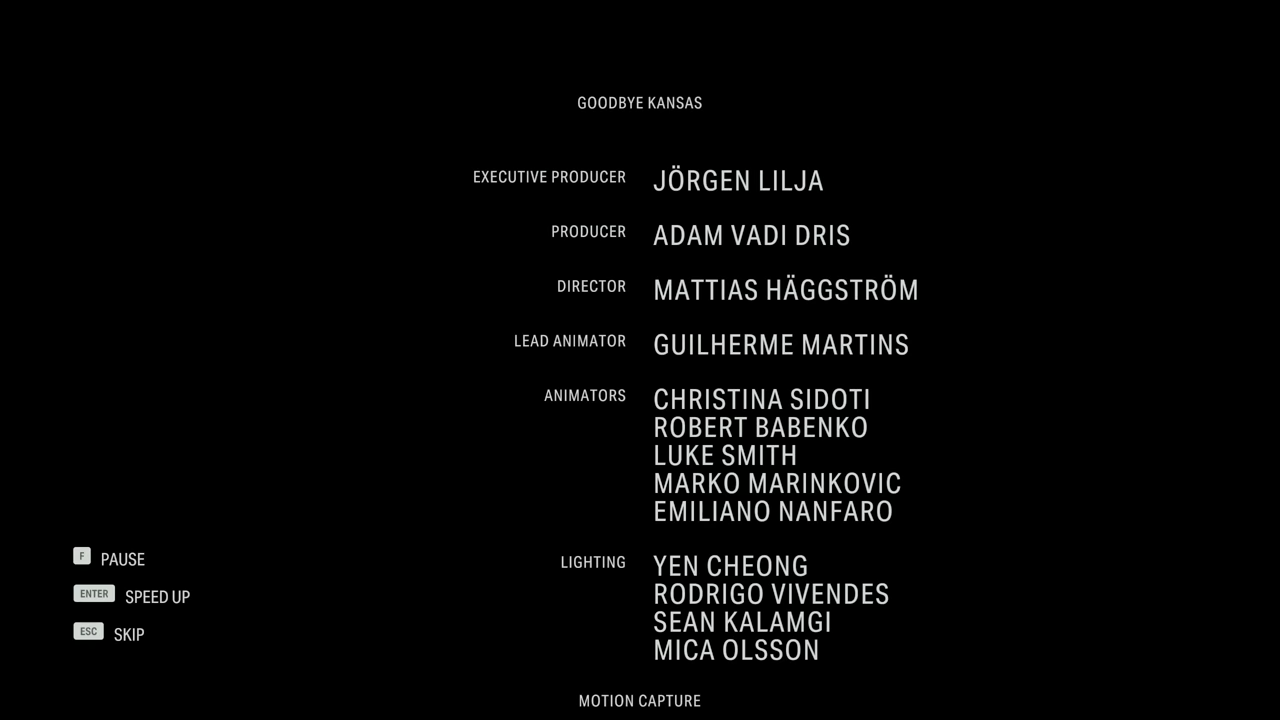 GOODBYE KANSAS
EXECUTIVE PRODUCER JÖRGEN LILJA
PRODUCER ADAM VADI DRIS
DIRECTOR MATTIAS HÄGGSTRÖM
LEAD ANIMATOR GUILHERME MARTINS
ANIMATORS CHRISTINA SIDOTI
ROBERT BABENKO
LUKE SMITH
MARKO MARINKOVIC
EMILIANO NANFARO
LIGHTING YEN CHEONG
RODRIGO VIVENDES
SEAN KALAMGI
MICA OLSSON
MOTION CAPTURE
F PAUSE
ENTER SPEED UP
ESC SKIP